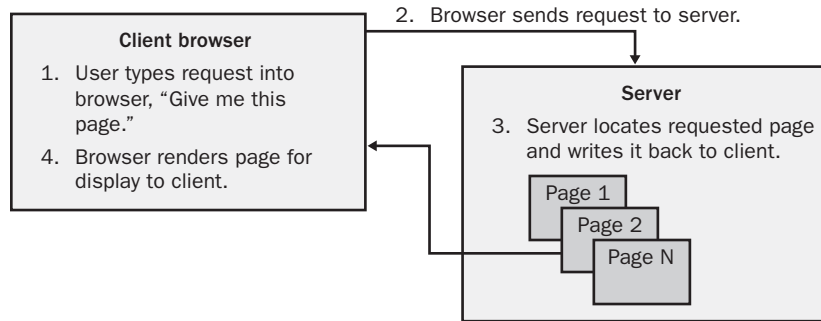 2. Browser sends request to server.
Client browser
1. User types request into
browser, “Give me this
page.”
4. Browser renders page for
display to client.
Server
3. Server locates requested page
and writes it back to client.
Page 1
Page 2
Page N